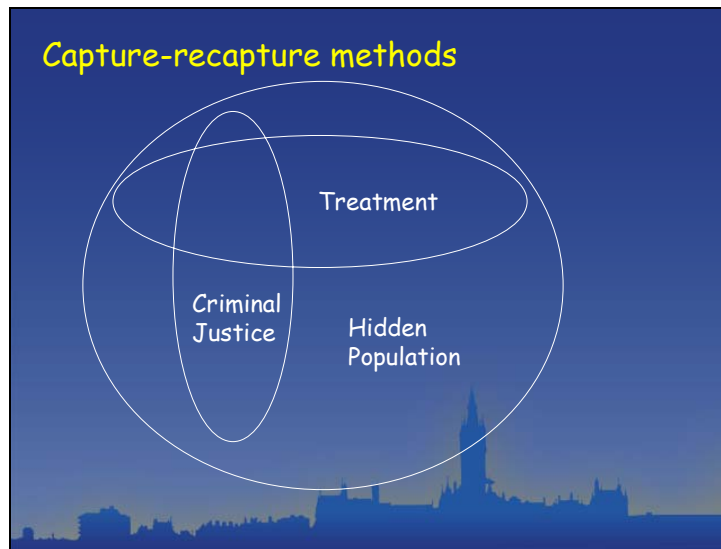 Capture-recapture methods
Treatment
Criminal
Justice
Hidden
Population